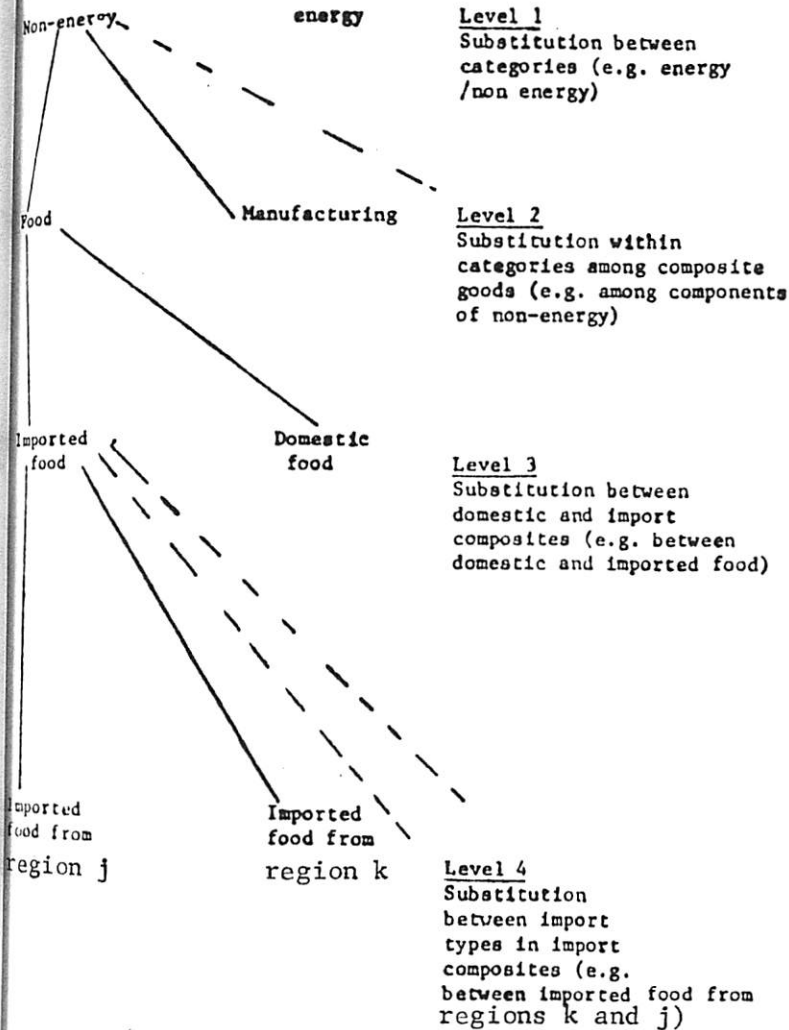 Non-energy
energy
Level 1
Substitution between
categories (e.g. energy
/non energy)
Food
Manufacturing
Level 2
Substitution within
categories among composite
goods (e.g. among components
of non-energy)
Imported
food
Domestic
food
Level 3
Substitution between
domestic and import
composites (e.g. between
domestic and imported food)
Imported
food from
region j
Imported
food from
region k
Level 4
Substitution
between import
types in import
composites (e.g.
between imported food from
regions k and j)